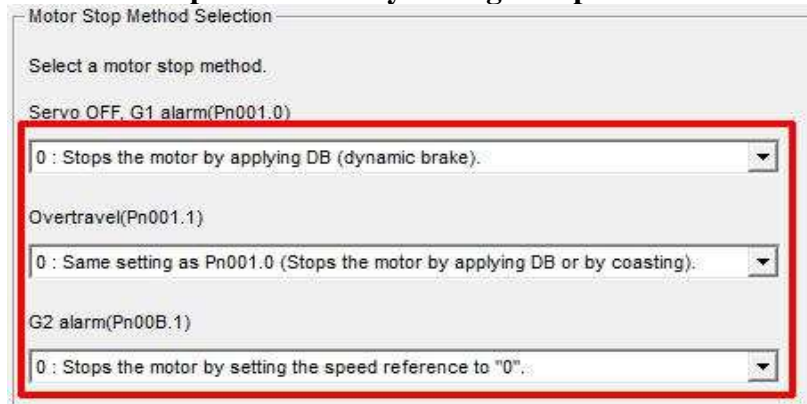 Motor Stop Method Selection
Select a motor stop method.
Servo OFF, G1 alarm(Pn001.0)
0 : Stops the motor by applying DB (dynamic brake).
Overtravel(Pn001.1)
0 : Same setting as Pn001.0 (Stops the motor by applying DB or by coasting).
G2 alarm(Pn00B.1)
0 : Stops the motor by setting the speed reference to "0".